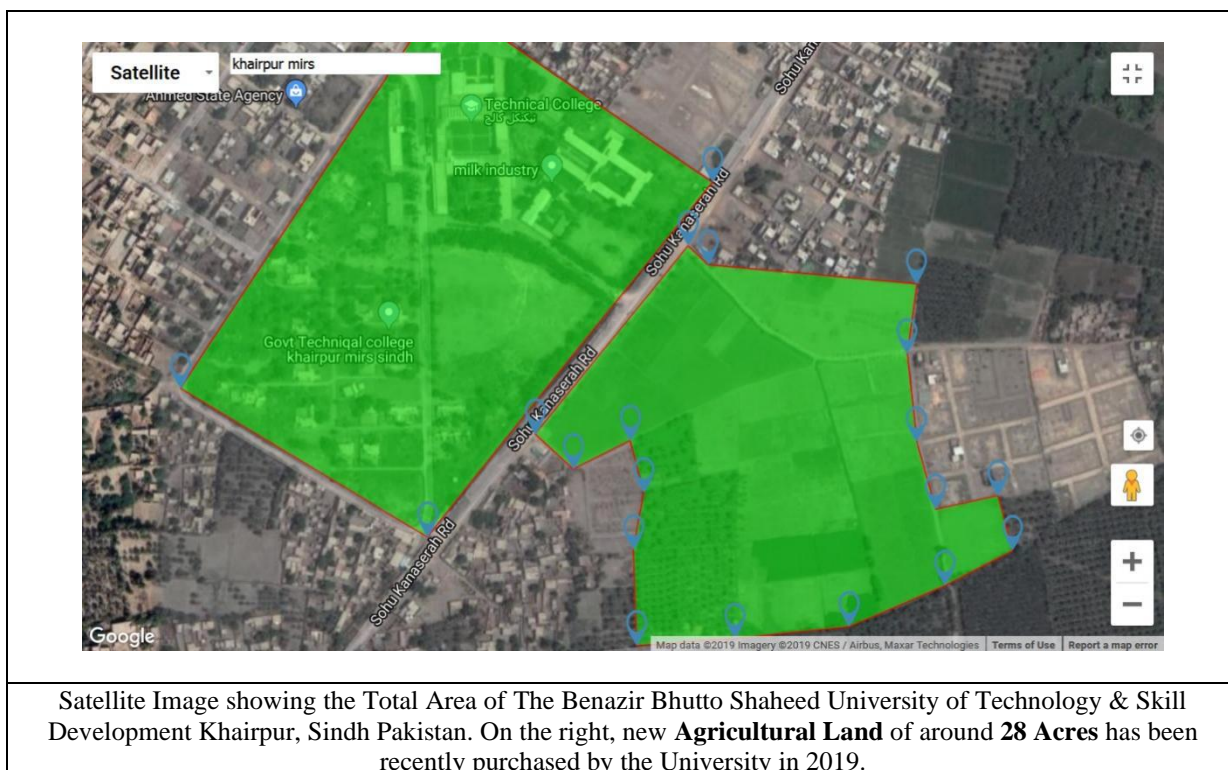 Satellite
khairpur mirs
Ahmed State Agency
Technical College
ٹیکنکل کالج
milk industry
Sohu Kanaserah Rd
Sohu Kan
Govt Techniqal college
khairpur mirs sindh
Sohu Kanaserah Rd
Sohu Kanaserah Rd
Google
Map data ©2019 Imagery ©2019 CNES / Airbus, Maxar Technologies
Terms of Use
Report a map error
Satellite Image showing the Total Area of The Benazir Bhutto Shaheed University of Technology & Skill
Development Khairpur, Sindh Pakistan. On the right, new Agricultural Land of around 28 Acres has been
recently purchased by the University in 2019.